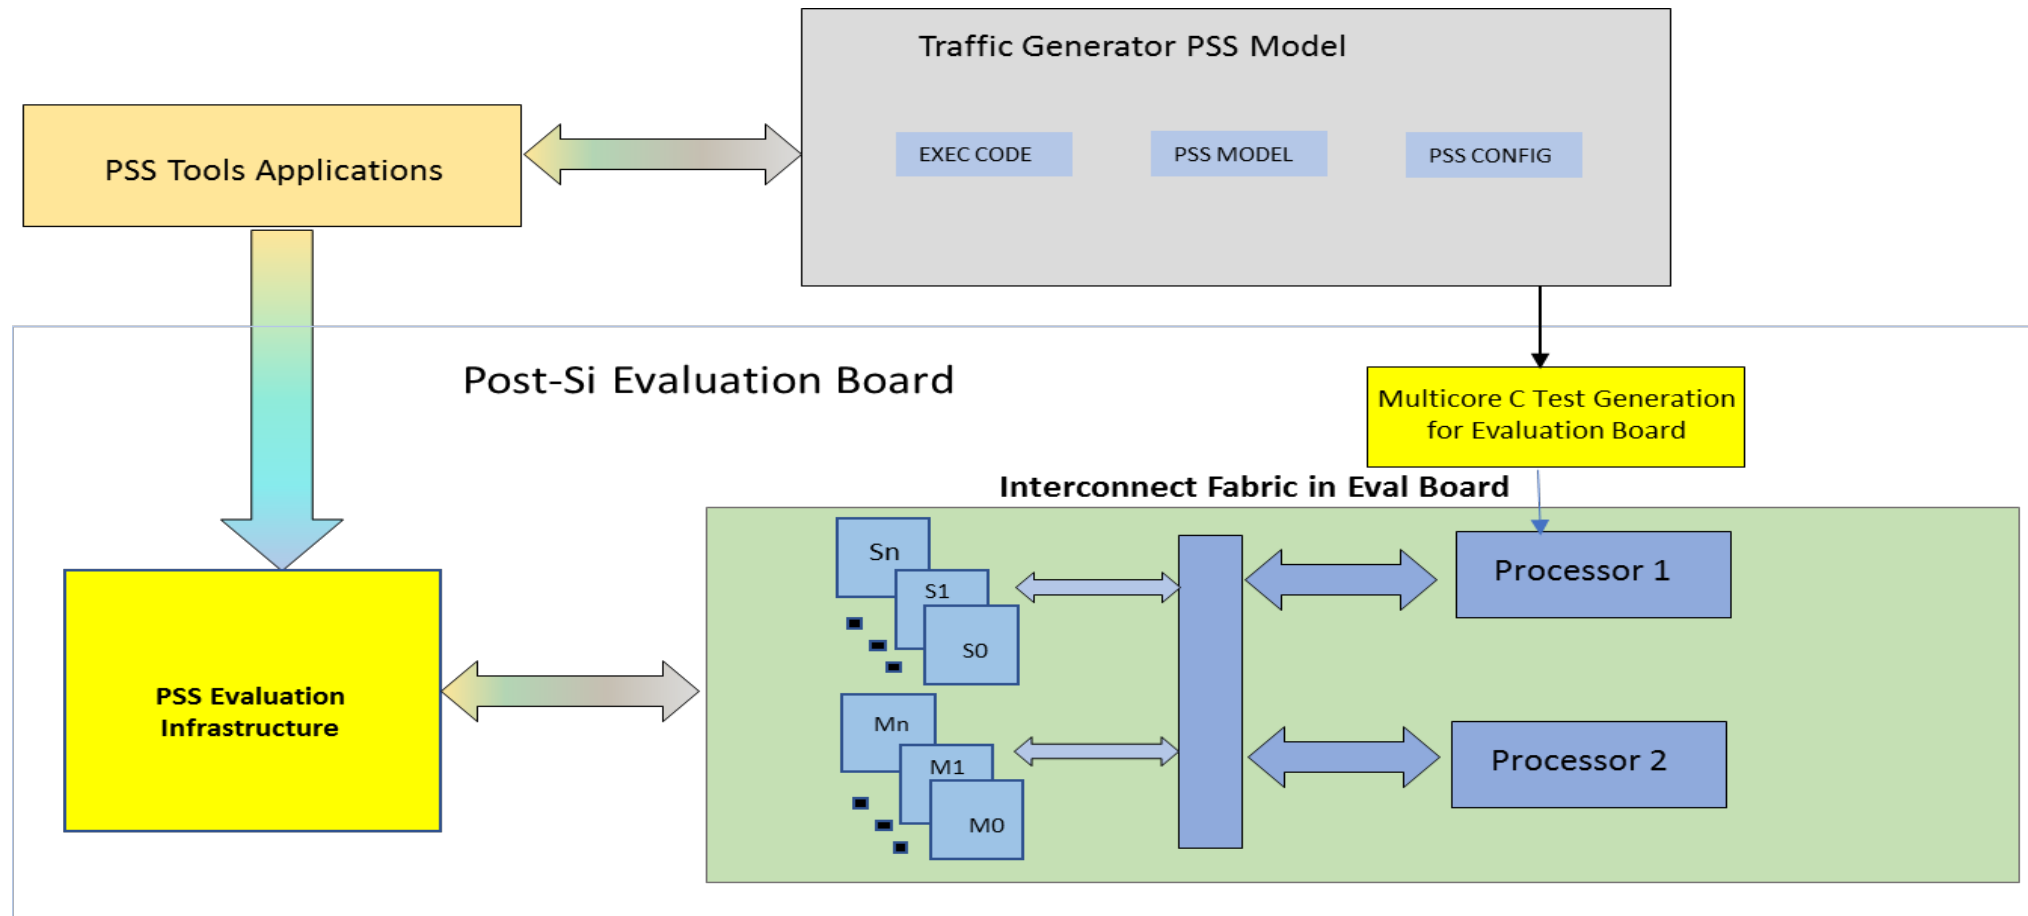 Traffic Generator PSS Model
PSS Tools Applications
EXEC CODE
PSS MODEL
PSS CONFIG
Post-Si Evaluation Board
Multicore C Test Generation
for Evaluation Board
Interconnect Fabric in Eval Board
Sn
S1
S0
Processor 1
PSS Evaluation
Infrastructure
Mn
M1
M0
Processor 2